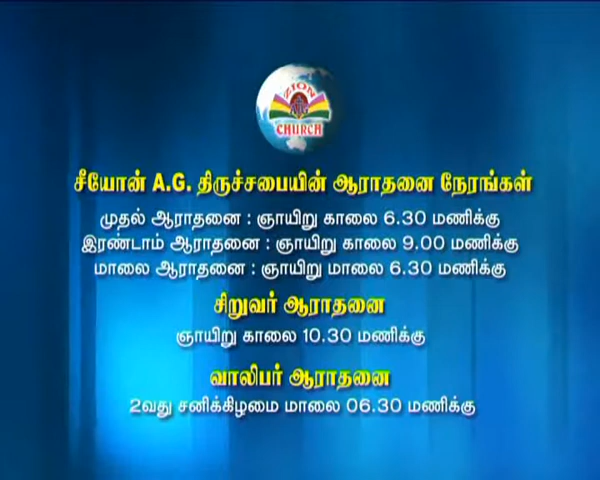 ZION
AG
CHURCH
சீயோன் A.G. திருச்சபையின் ஆராதனை நேரங்கள்
முதல் ஆராதனை : ஞாயிறு காலை 6.30 மணிக்கு
இரண்டாம் ஆராதனை : ஞாயிறு காலை 9.00 மணிக்கு
மாலை ஆராதனை : ஞாயிறு மாலை 6.30 மணிக்கு
சிறுவர் ஆராதனை
ஞாயிறு காலை 10.30 மணிக்கு
வாலிபர் ஆராதனை
2வது சனிக்கிழமை மாலை 06.30 மணிக்கு